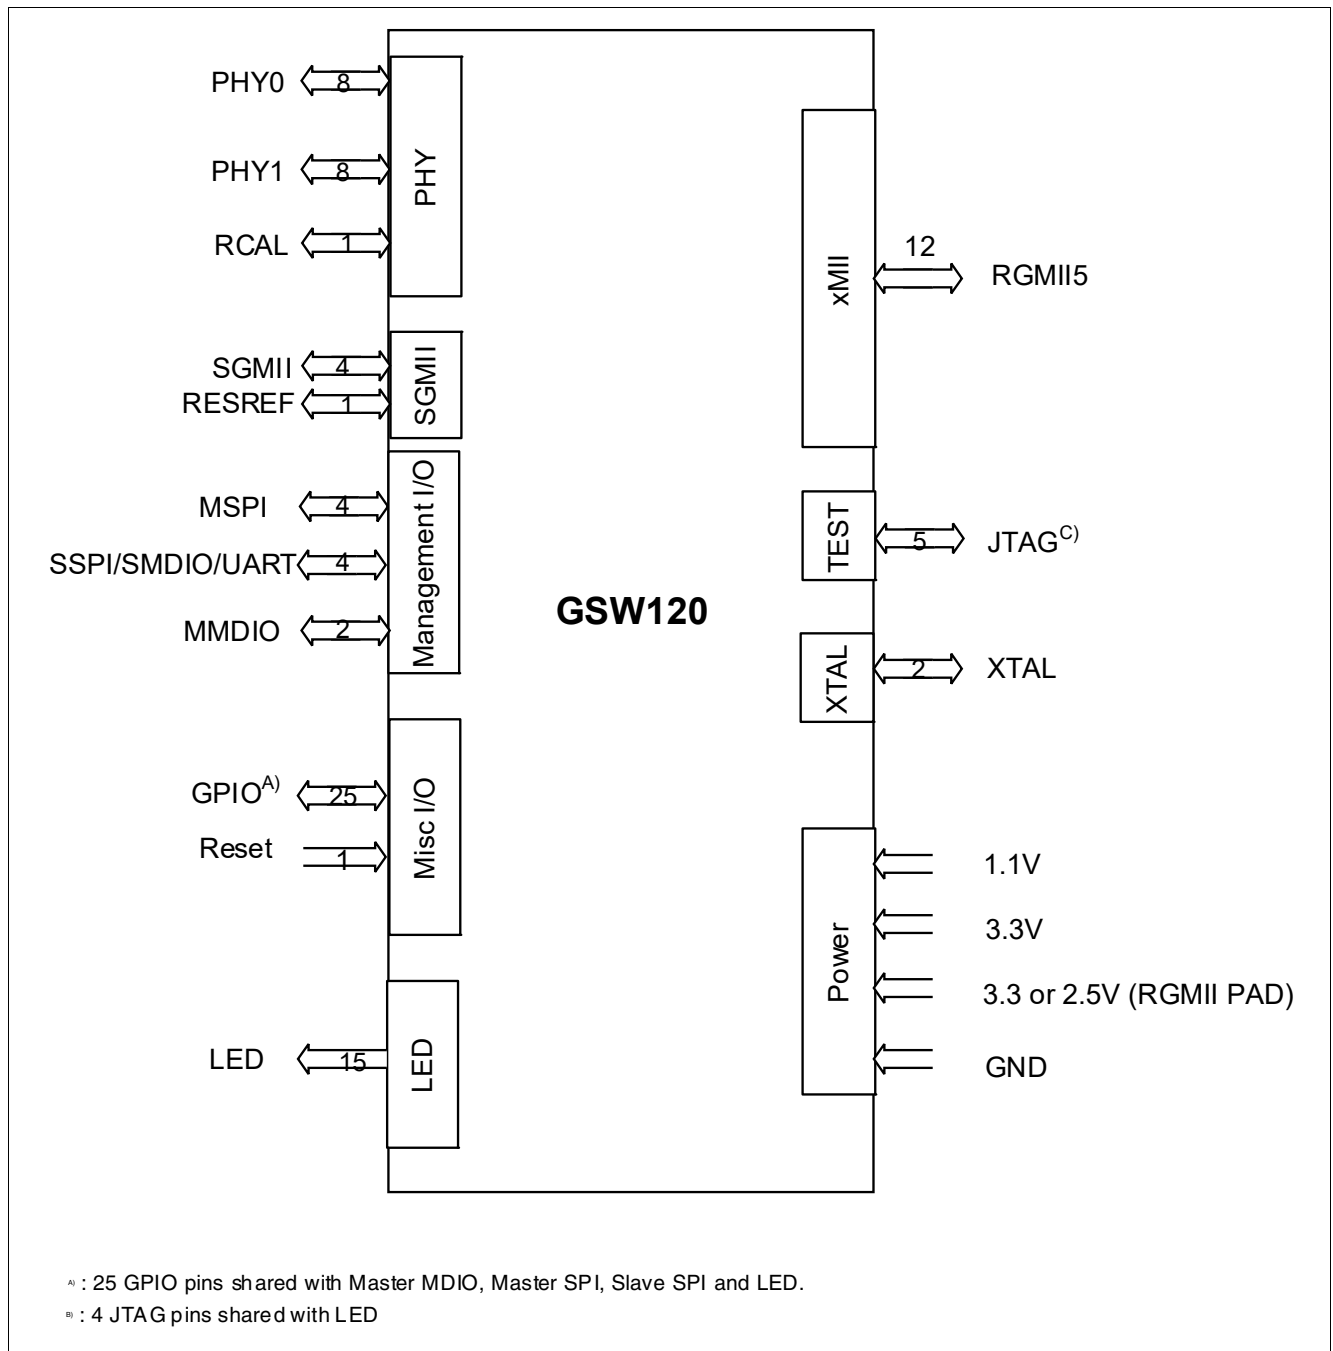 PHY0 8
PHY1 8
RCAL 1
PHY
SGMII 4
RESREF 1
SGMII
MSPI 4
SSPI/SMDIO/UART 4
MMDIO 2
Management I/O
GPIO A) 25
Reset 1
Misc I/O
LED 15
LED
GSW120
xMII
12
RGMII5
TEST
5 JTAG C)
XTAL
2 XTAL
Power
1.1V
3.3V
3.3 or 2.5V (RGMII PAD)
GND
A) : 25 GPIO pins shared with Master MDIO, Master SPI, Slave SPI and LED.
B) : 4 JTAG pins shared with LED